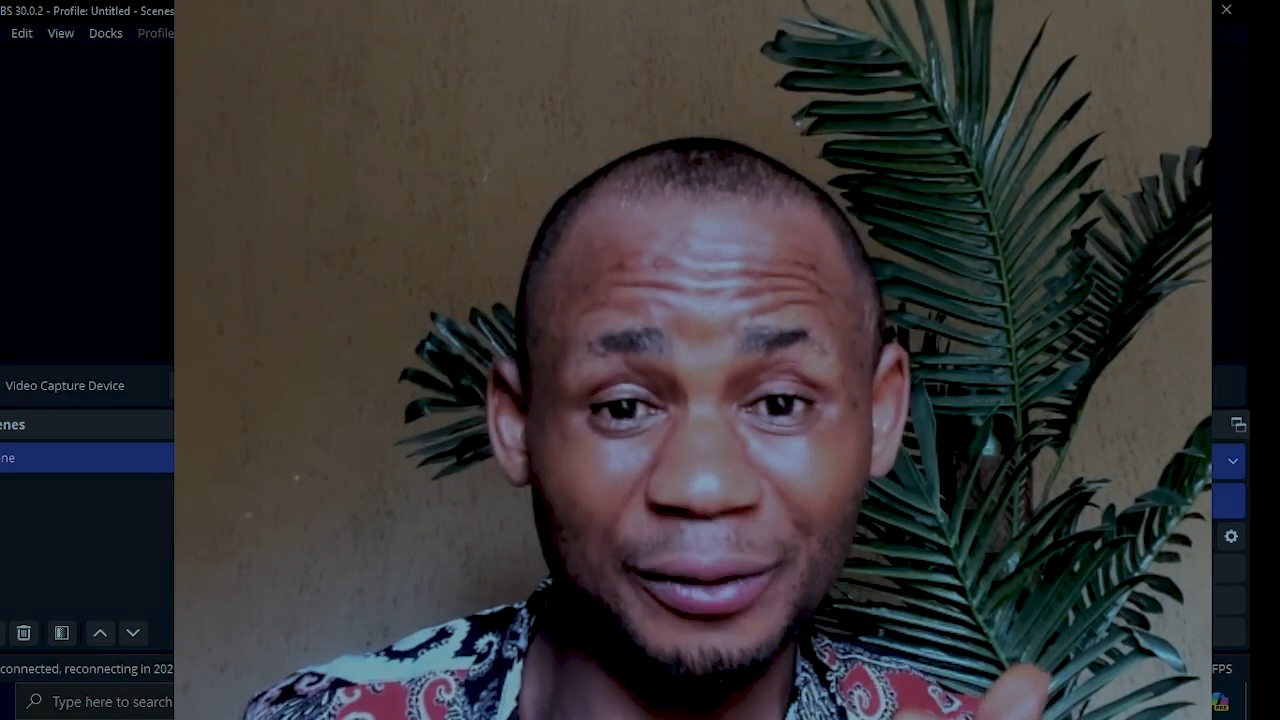 BS 30.0.2 - Profile: Untitled - Scenes
Edit View Docks Profile
Video Capture Device
enes
ne
connected, reconnecting in 202
FPS
Type here to search
PRE